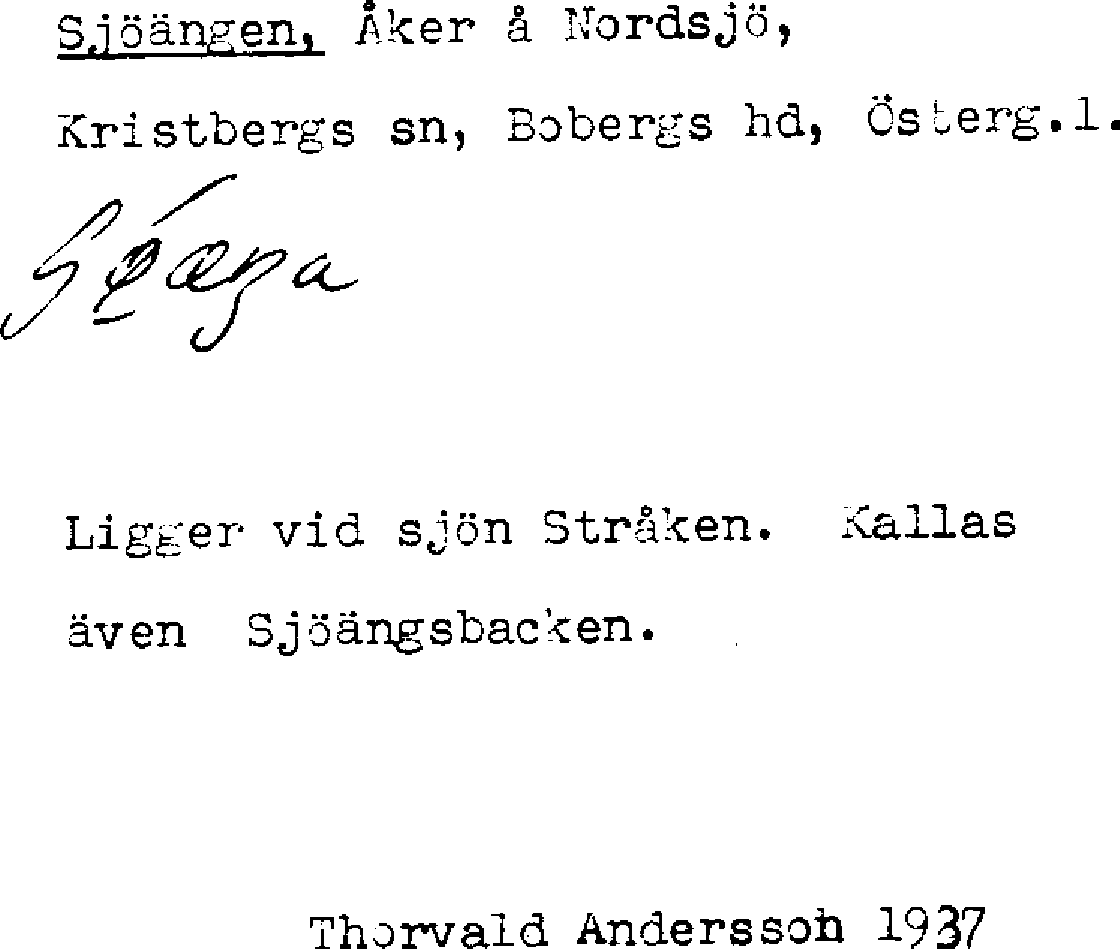 Sjöängen, Åker å Nordsjö,
Kristbergs sn, Bobergs hd, Österg.l.
Ligger vid sjön Stråken. Kallas
även Sjöängsbacken.
Thorvald Andersson 1937